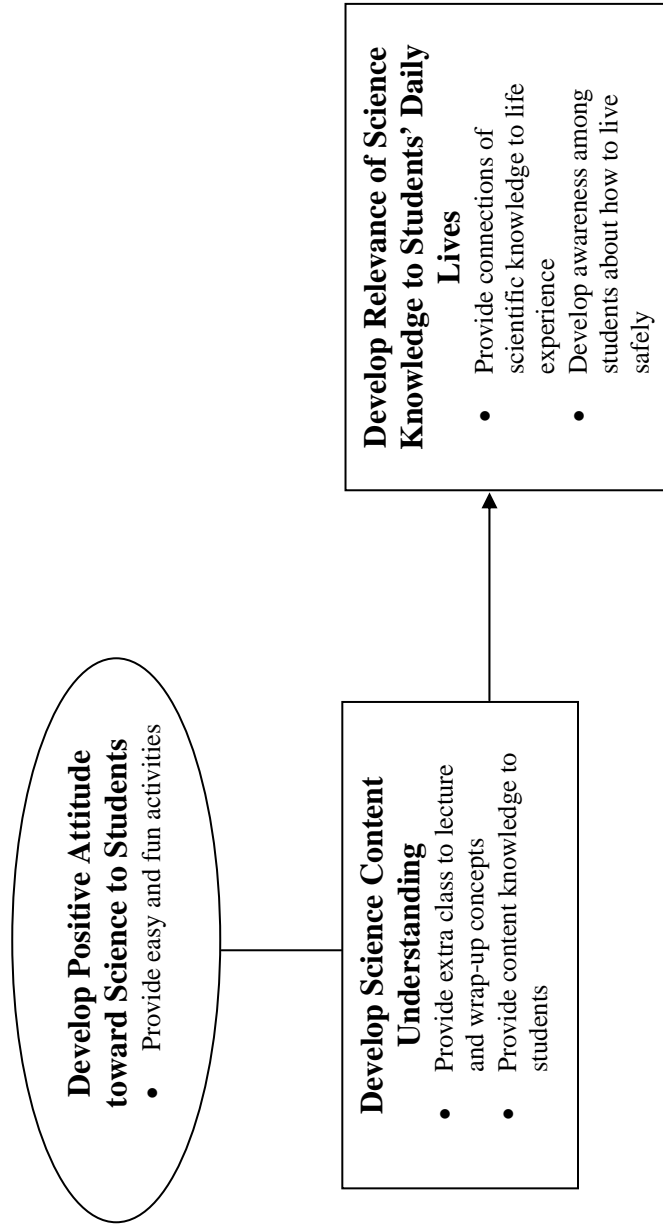 Develop Positive Attitude
toward Science to Students
• Provide easy and fun activities
Develop Science Content
Understanding
• Provide extra class to lecture
and wrap-up concepts
• Provide content knowledge to
students
Develop Relevance of Science
Knowledge to Students’ Daily
Lives
• Provide connections of
scientific knowledge to life
experience
• Develop awareness among
students about how to live
safely